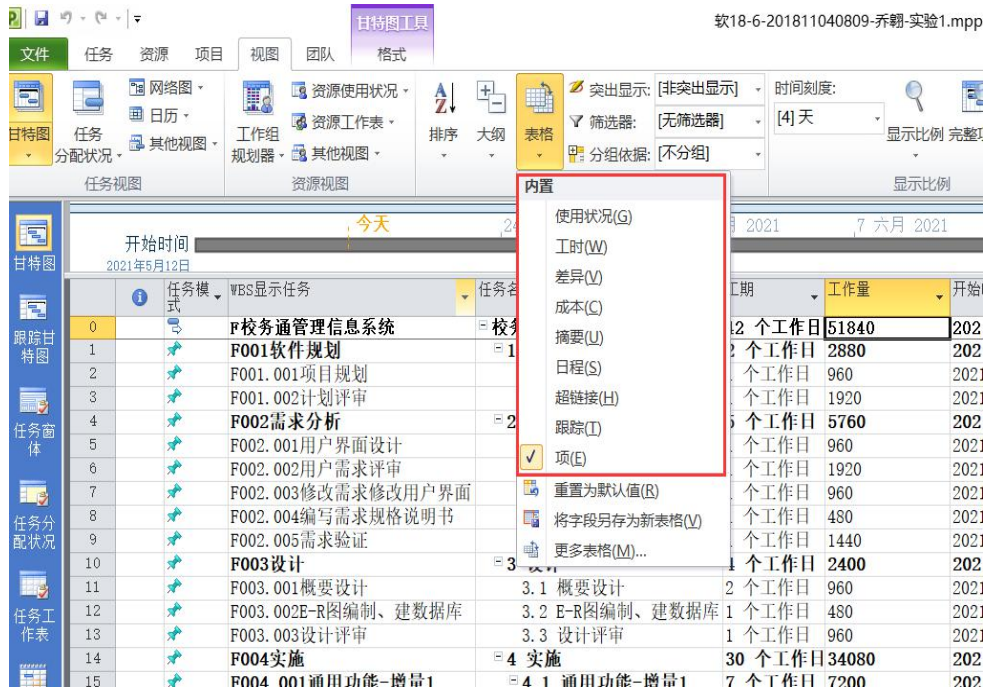 软18-6-201811040809-乔翱-实验1.mpp
甘特图工具
文件 任务 资源 项目 视图 团队 格式
甘特图
任务分配状况
网络图
日历
其他视图
任务视图
工作组规划器
资源使用状况
资源工作表
其他视图
资源视图
排序
大纲
表格
突出显示: [非突出显示]
筛选器: [无筛选器]
分组依据: [不分组]
时间刻度:
[4]天
显示比例
显示比例
内置
使用状况(G)
工时(W)
差异(V)
成本(C)
摘要(U)
日程(S)
超链接(H)
跟踪(T)
项(E)
重置为默认值(R)
将字段另存为新表格(V)
更多表格(M)...
今天
2021
7 六月 2021
开始时间
2021年5月12日
甘特图
跟踪甘特图
任务窗体
任务分配状况
任务工作表
任务模式 WBS显示任务 工期 工作量
0 F校务通管理信息系统 个工作日 51840
1 F001软件规划 1 个工作日 2880
2 F001.001项目规划 个工作日 960
3 F001.002计划评审 个工作日 1920
4 F002需求分析 2 个工作日 5760
5 F002.001用户界面设计 个工作日 960
6 F002.002用户需求评审 个工作日 1920
7 F002.003修改需求修改用户界面 个工作日 960
8 F002.004编写需求规格说明书 个工作日 480
9 F002.005需求验证 个工作日 1440
10 F003设计 3 个工作日 2400
11 F003.001概要设计 3.1 概要设计 2 个工作日 960
12 F003.002E-R图编制、建数据库 3.2 E-R图编制、建数据库 1 个工作日 480
13 F003.003设计评审 3.3 设计评审 1 个工作日 960
14 F004实施 4 实施 30 个工作日 34080
15 F004.001通用功能-增量1 4.1 通用功能-增量1 7 个工作日 7200